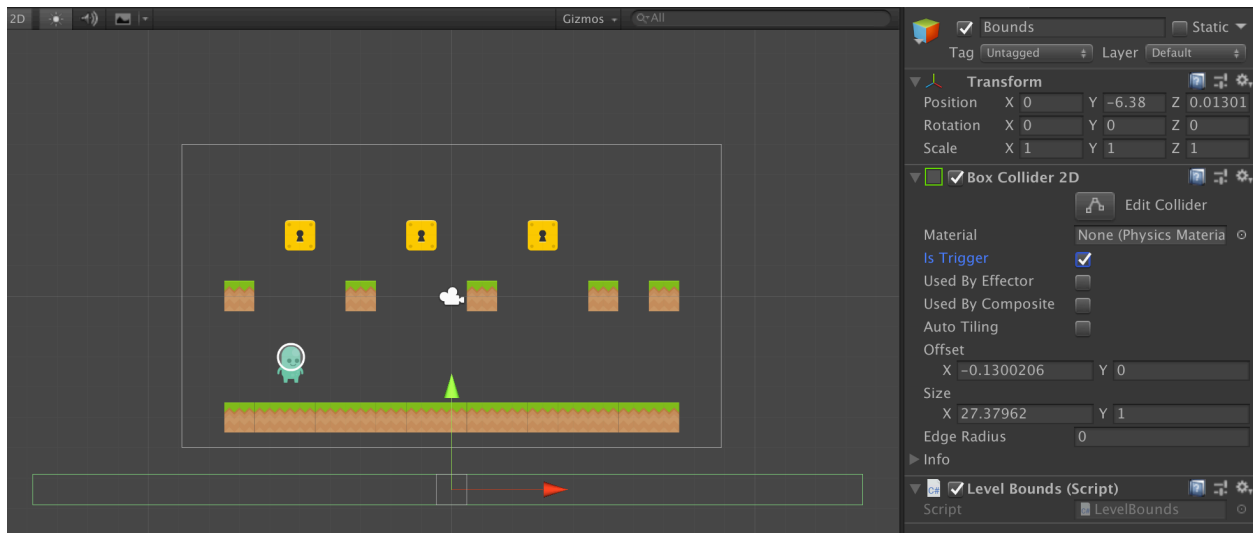 2D Gizmos Q▾All
Bounds Static
Tag Untagged Layer Default
Transform
Position X 0 Y -6.38 Z 0.01301
Rotation X 0 Y 0 Z 0
Scale X 1 Y 1 Z 1
Box Collider 2D
Edit Collider
Material None (Physics Materia
Is Trigger
Used By Effector
Used By Composite
Auto Tiling
Offset
X -0.1300206 Y 0
Size
X 27.37962 Y 1
Edge Radius 0
Info
C# Level Bounds (Script)
Script LevelBounds